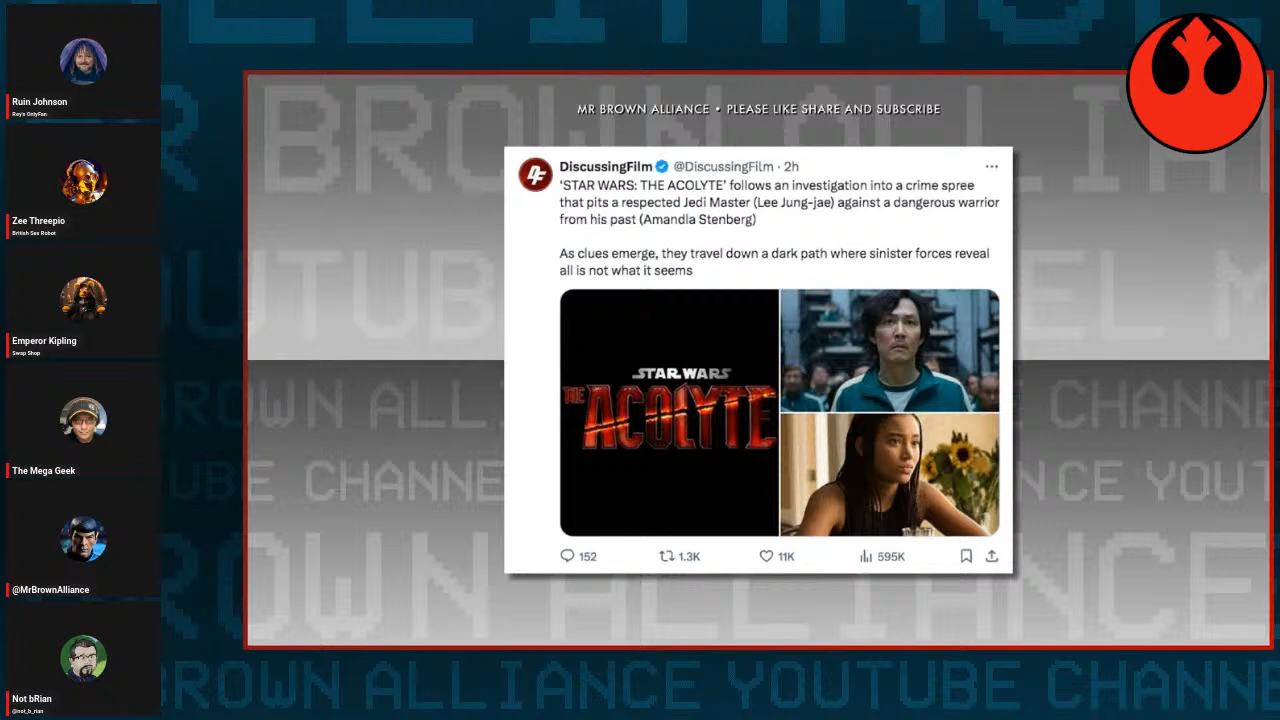 Ruin Johnson
Rey's OnlyFan
Zee Threepio
British Sex Robot
Emperor Kipling
Swap Shop
The Mega Geek
@MrBrownAlliance
Not bRian
@not_b_rian
MR BROWN ALLIANCE • PLEASE LIKE SHARE AND SUBSCRIBE
DiscussingFilm @DiscussingFilm · 2h
‘STAR WARS: THE ACOLYTE’ follows an investigation into a crime spree
that pits a respected Jedi Master (Lee Jung-jae) against a dangerous warrior
from his past (Amandla Stenberg)
As clues emerge, they travel down a dark path where sinister forces reveal
all is not what it seems
STAR WARS
THE ACOLYTE
152 1.3K 11K 595K
BROWN ALLIANCE YOUTUBE CHANNE